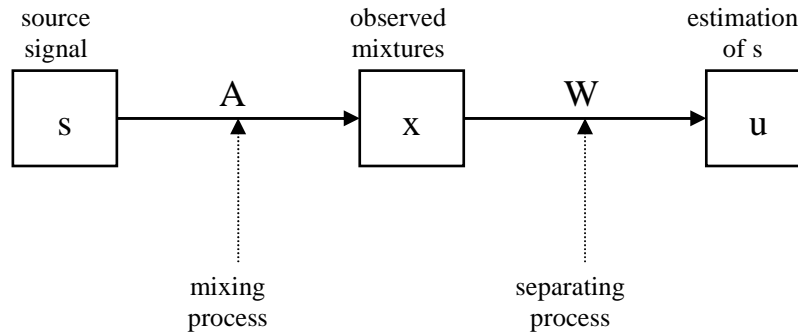 source
signal
observed
mixtures
estimation
of s
s
A
x
W
u
mixing
process
separating
process